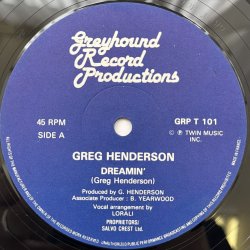 Greyhound
Record
Productions
45 RPM
SIDE A
GRP T 101
© ℗ TWIN MUSIC
INC.
GREG HENDERSON
DREAMIN'
(Greg Henderson)
Produced by G. HENDERSON
Associate Producer : B. YEARWOOD
Vocal arrangement by
LORALI
PROPRIETORS/
SALVO CREST Ltd.